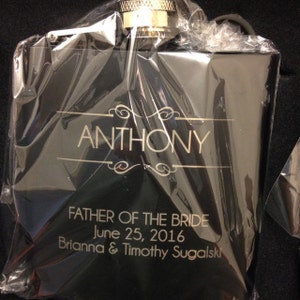 ANTHONY
FATHER OF THE BRIDE
June 25, 2016
Brianna & Timothy Sugalski